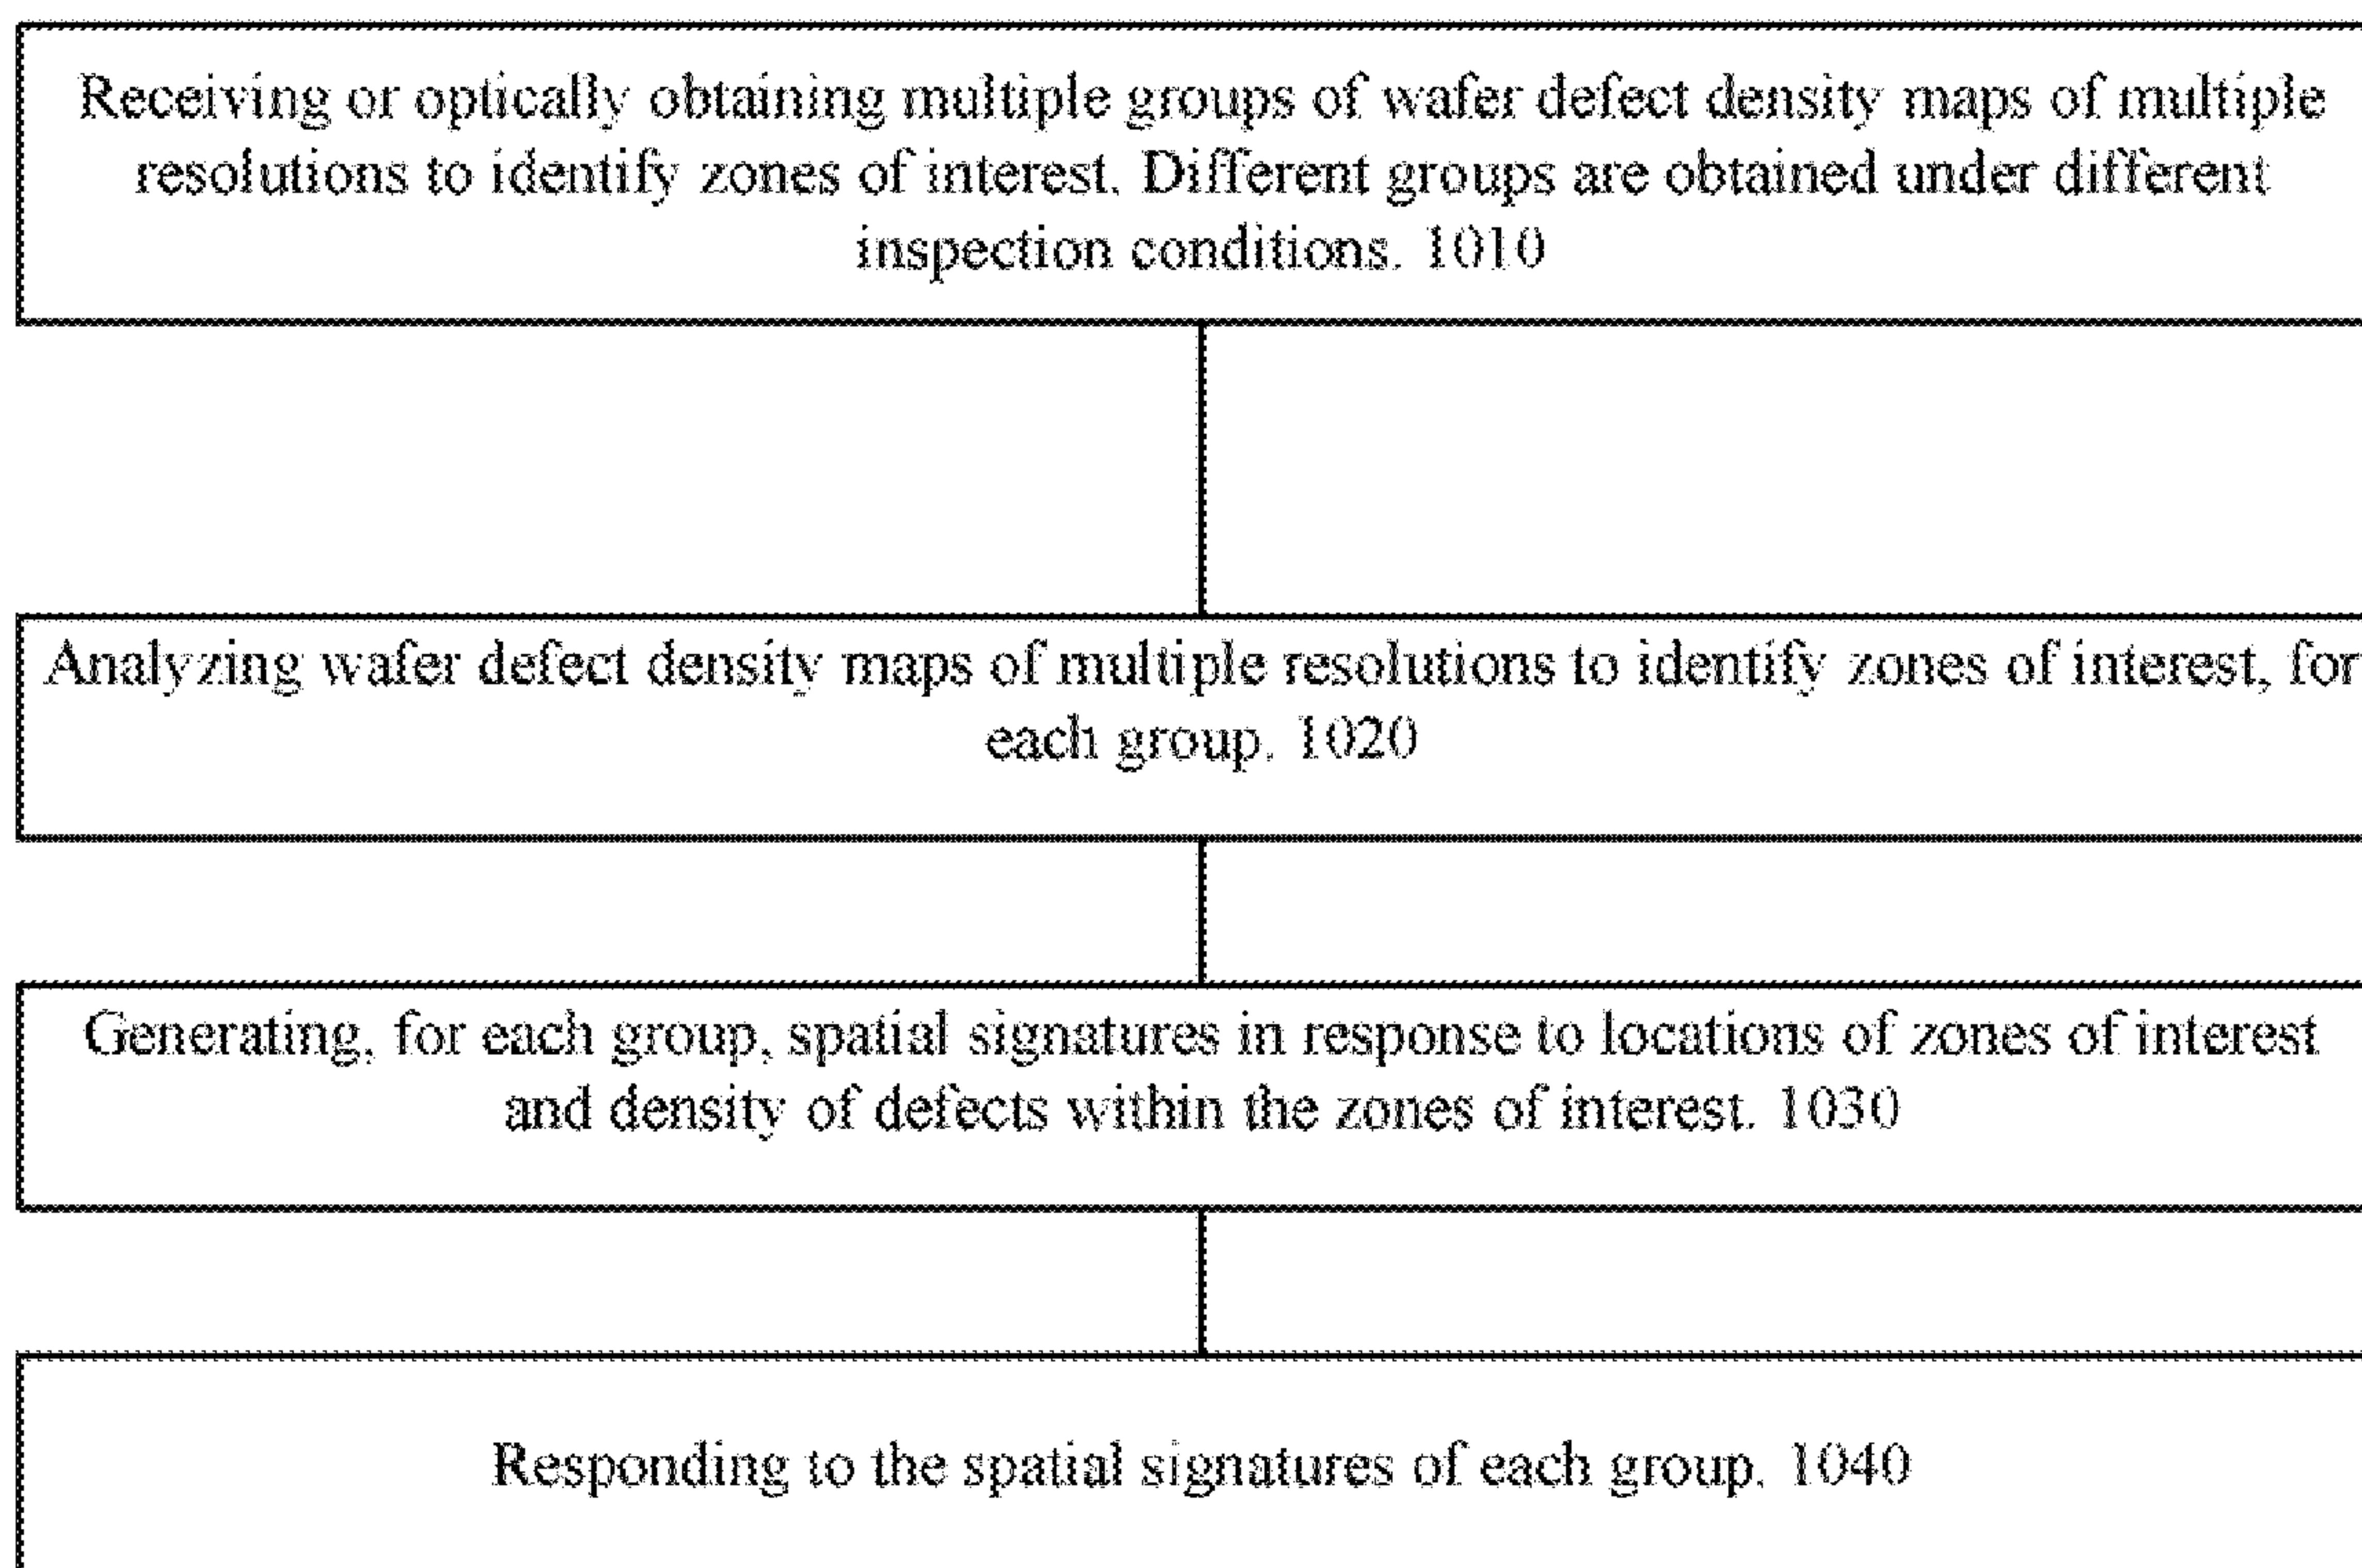 Receiving or optically obtaining multiple groups of wafer defect density maps of multiple
resolutions to identify zones of interest. Different groups are obtained under different
inspection conditions. 1010
Analyzing wafer defect density maps of multiple resolutions to identify zones of interest, for
each group. 1020
Generating, for each group, spatial signatures in response to locations of zones of interest
and density of defects within the zones of interest. 1030
Responding to the spatial signatures of each group. 1040